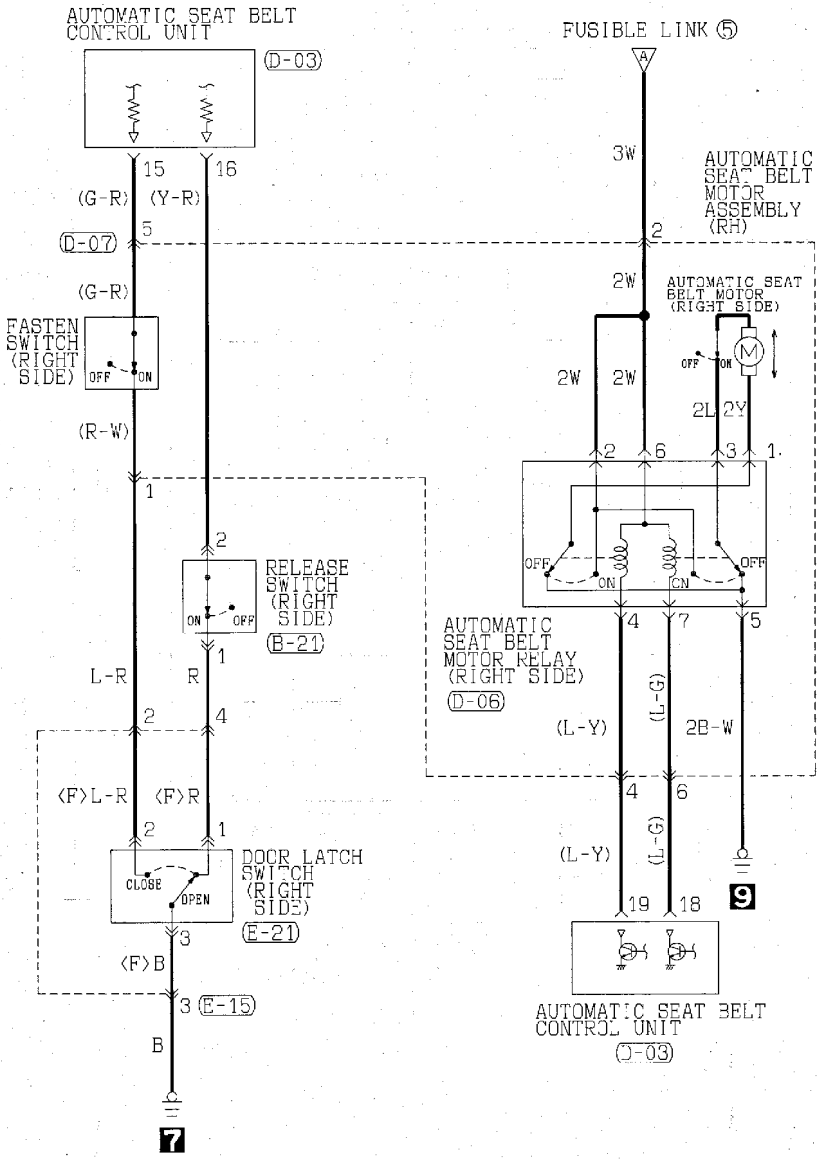 AUTOMATIC SEAT BELT
CONTROL UNIT
(D-03)
15
16
(G-R)
(Y-R)
5
(D-07)
(G-R)
FASTEN
SWITCH
(RIGHT
SIDE)
OFF
ON
(R-W)
1
2
RELEASE
SWITCH
(RIGHT
SIDE)
ON
OFF
(B-21)
1
L-R
R
2
4
<F>L-R
<F>R
2
1
DOOR LATCH
SWITCH
(RIGHT
SIDE)
CLOSE
OPEN
(E-21)
3
<F>B
3
(E-15)
B
7
FUSIBLE LINK ⑤
A
3W
AUTOMATIC
SEAT BELT
MOTOR
ASSEMBLY
(RH)
2
2W
AUTOMATIC SEAT
BELT MOTOR
(RIGHT SIDE)
M
OFF
ON
2W
2W
2L
2Y
2
6
3
1
OFF
ON
ON
OFF
4
7
5
AUTOMATIC
SEAT BELT
MOTOR RELAY
(RIGHT SIDE)
(D-06)
(L-Y)
(L-G)
2B-W
4
6
(L-Y)
(L-G)
9
19
18
AUTOMATIC SEAT BELT
CONTROL UNIT
(D-03)